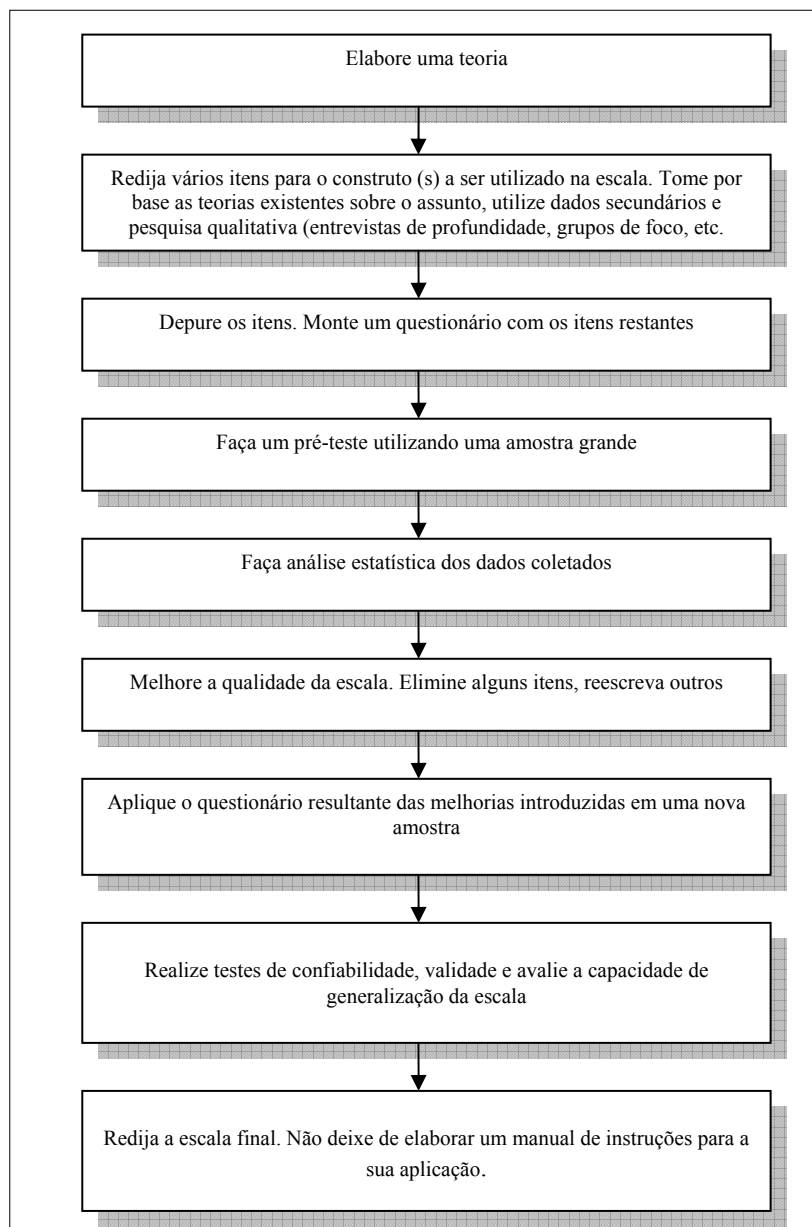 Elabore uma teoria
Redija vários itens para o construto (s) a ser utilizado na escala. Tome por
base as teorias existentes sobre o assunto, utilize dados secundários e
pesquisa qualitativa (entrevistas de profundidade, grupos de foco, etc.
Depure os itens. Monte um questionário com os itens restantes
Faça um pré-teste utilizando uma amostra grande
Faça análise estatística dos dados coletados
Melhore a qualidade da escala. Elimine alguns itens, reescreva outros
Aplique o questionário resultante das melhorias introduzidas em uma nova
amostra
Realize testes de confiabilidade, validade e avalie a capacidade de
generalização da escala
Redija a escala final. Não deixe de elaborar um manual de instruções para a
sua aplicação.